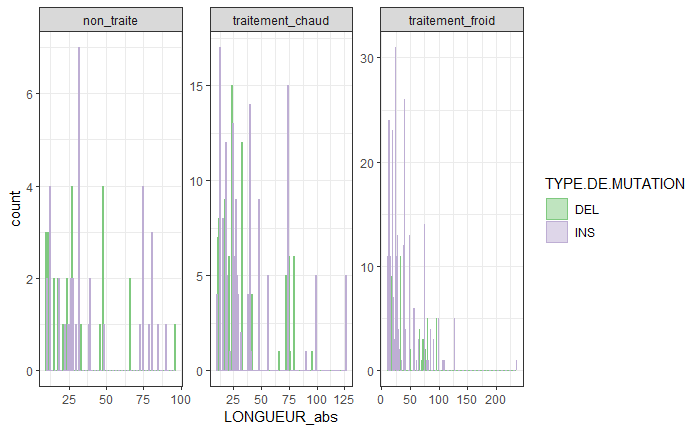 non_traite
traitement_chaud
traitement_froid
6
4
2
0
15
10
5
0
30
20
10
0
25 50 75 100
25 50 75 100 125
0 50 100 150 200
count
LONGUEUR_abs
TYPE.DE.MUTATION
DEL
INS